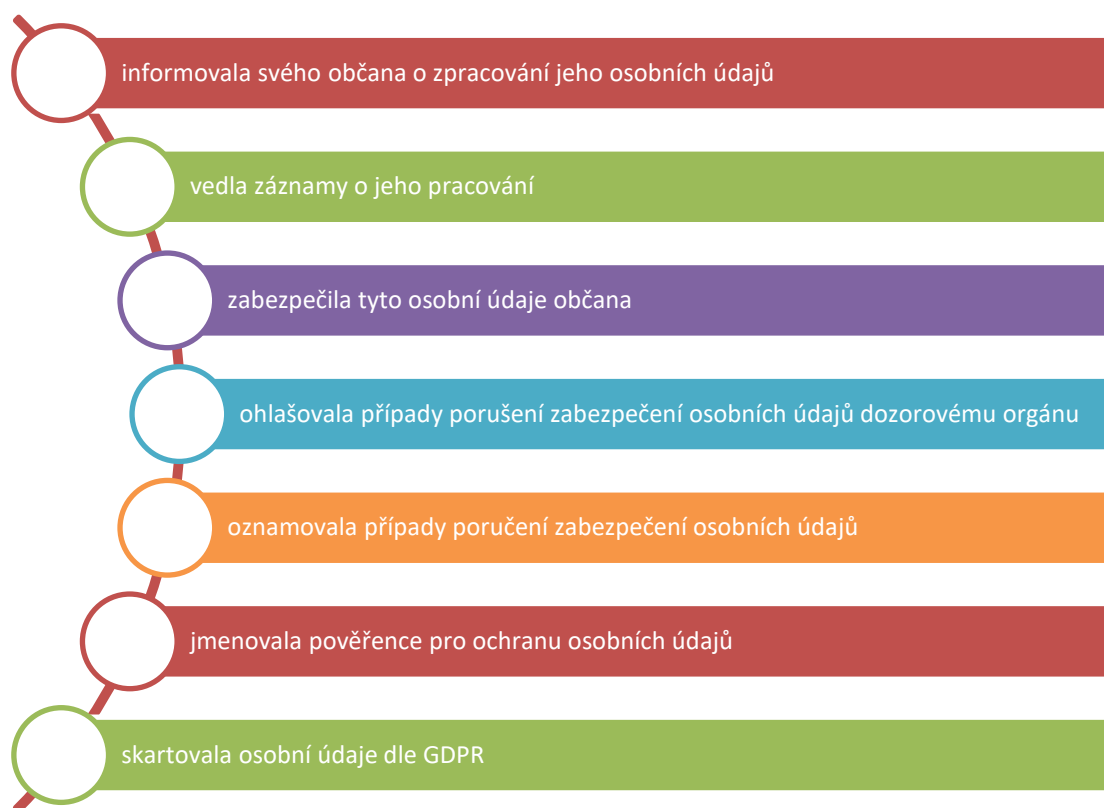 informovala svého občana o zpracování jeho osobních údajů
vedla záznamy o jeho pracování
zabezpečila tyto osobní údaje občana
ohlašovala případy porušení zabezpečení osobních údajů dozorovému orgánu
oznamovala případy poručení zabezpečení osobních údajů
jmenovala pověřence pro ochranu osobních údajů
skartovala osobní údaje dle GDPR